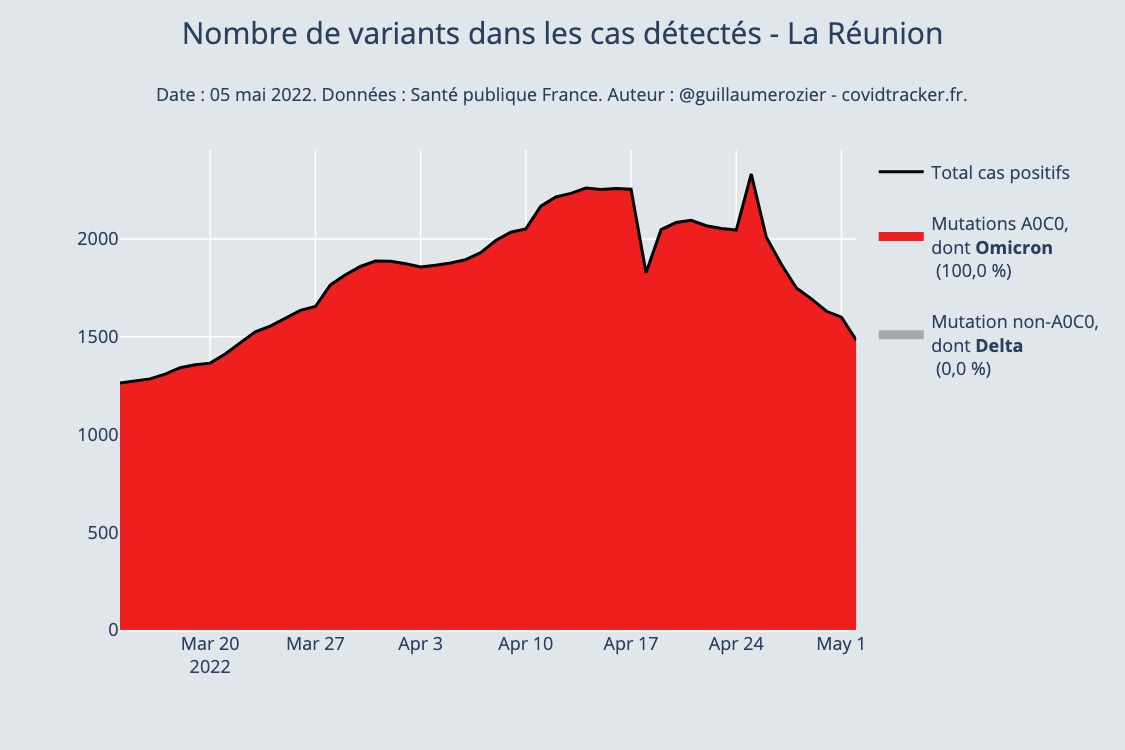 Nombre de variants dans les cas détectés - La Réunion
Date : 05 mai 2022. Données : Santé publique France. Auteur : @guillaumerozier - covidtracker.fr.
Total cas positifs
Mutations A0C0,
dont Omicron
(100,0 %)
Mutation non-A0C0,
dont Delta
(0,0 %)
2000
1500
1000
500
0
Mar 20
2022
Mar 27
Apr 3
Apr 10
Apr 17
Apr 24
May 1